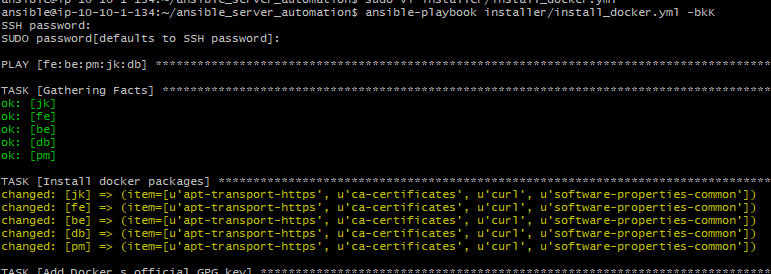 ansible@ip-10-10-1-134:~/ansible_server_automation$ sudo vi installer/install_docker.yml
ansible@ip-10-10-1-134:~/ansible_server_automation$ ansible-playbook installer/install_docker.yml -bkK
SSH password:
SUDO password[defaults to SSH password]:
PLAY [fe:be:pm:jk:db] ******************************************************************************
TASK [Gathering Facts] *****************************************************************************
ok: [jk]
ok: [fe]
ok: [be]
ok: [db]
ok: [pm]
TASK [Install docker packages] *********************************************************************
changed: [jk] => (item=[u'apt-transport-https', u'ca-certificates', u'curl', u'software-properties-common'])
changed: [fe] => (item=[u'apt-transport-https', u'ca-certificates', u'curl', u'software-properties-common'])
changed: [be] => (item=[u'apt-transport-https', u'ca-certificates', u'curl', u'software-properties-common'])
changed: [db] => (item=[u'apt-transport-https', u'ca-certificates', u'curl', u'software-properties-common'])
changed: [pm] => (item=[u'apt-transport-https', u'ca-certificates', u'curl', u'software-properties-common'])
TASK [Add Docker s official GPG key] ***************************************************************